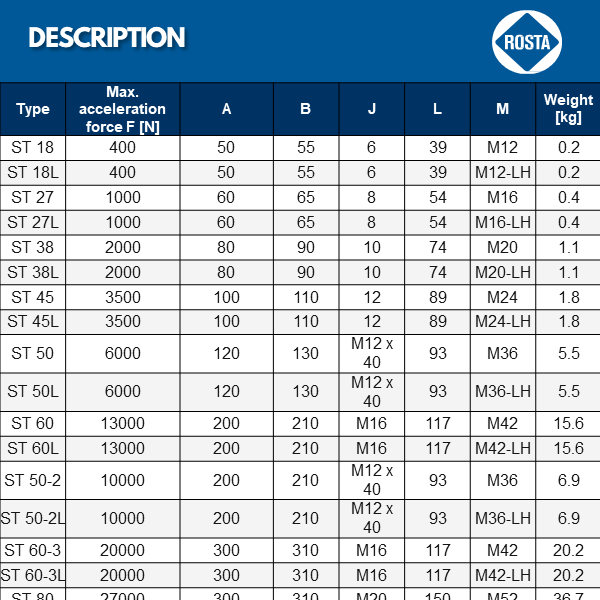 DESCRIPTION
ROSTA
Type Max. acceleration force F [N] A B J L M Weight [kg]
ST 18 400 50 55 6 39 M12 0.2
ST 18L 400 50 55 6 39 M12-LH 0.2
ST 27 1000 60 65 8 54 M16 0.4
ST 27L 1000 60 65 8 54 M16-LH 0.4
ST 38 2000 80 90 10 74 M20 1.1
ST 38L 2000 80 90 10 74 M20-LH 1.1
ST 45 3500 100 110 12 89 M24 1.8
ST 45L 3500 100 110 12 89 M24-LH 1.8
ST 50 6000 120 130 M12 x 40 93 M36 5.5
ST 50L 6000 120 130 M12 x 40 93 M36-LH 5.5
ST 60 13000 200 210 M16 117 M42 15.6
ST 60L 13000 200 210 M16 117 M42-LH 15.6
ST 50-2 10000 200 210 M12 x 40 93 M36 6.9
ST 50-2L 10000 200 210 M12 x 40 93 M36-LH 6.9
ST 60-3 20000 300 310 M16 117 M42 20.2
ST 60-3L 20000 300 310 M16 117 M42-LH 20.2
ST 80 27000 300 310 M20 150 M52 36.7